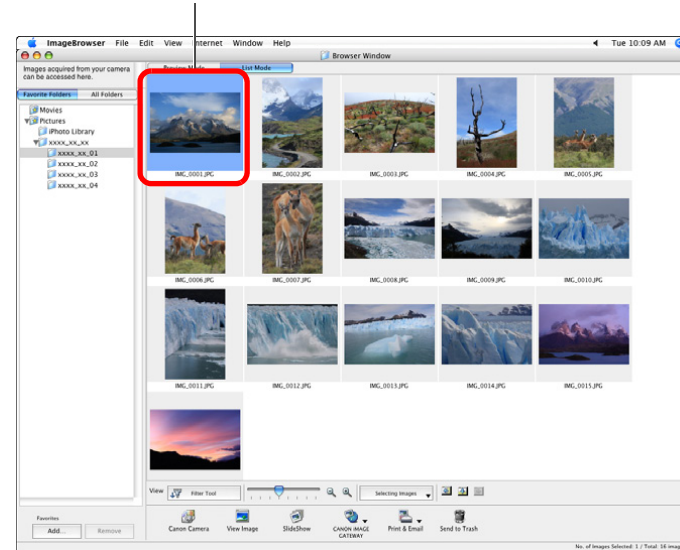 ImageBrowser File Edit View Internet Window Help Tue 10:09 AM
Browser Window
Images acquired from your camera can be accessed here.
Preview Mode List Mode
Favorite Folders All Folders
Movies
Pictures
iPhoto Library
xxxx_xx_xx
xxxx_xx_01
xxxx_xx_02
xxxx_xx_03
xxxx_xx_04
IMG_0001.JPG IMG_0002.JPG IMG_0003.JPG IMG_0004.JPG IMG_0005.JPG
IMG_0006.JPG IMG_0007.JPG IMG_0008.JPG IMG_0009.JPG IMG_0010.JPG
IMG_0011.JPG IMG_0012.JPG IMG_0013.JPG IMG_0014.JPG IMG_0015.JPG
View Filter Tool Selecting Images
Favorites
Add... Remove
Canon Camera View Image SlideShow CANON iMAGE GATEWAY Print & Email Send to Trash
No. of Images Selected: 1 / Total: 16 imag